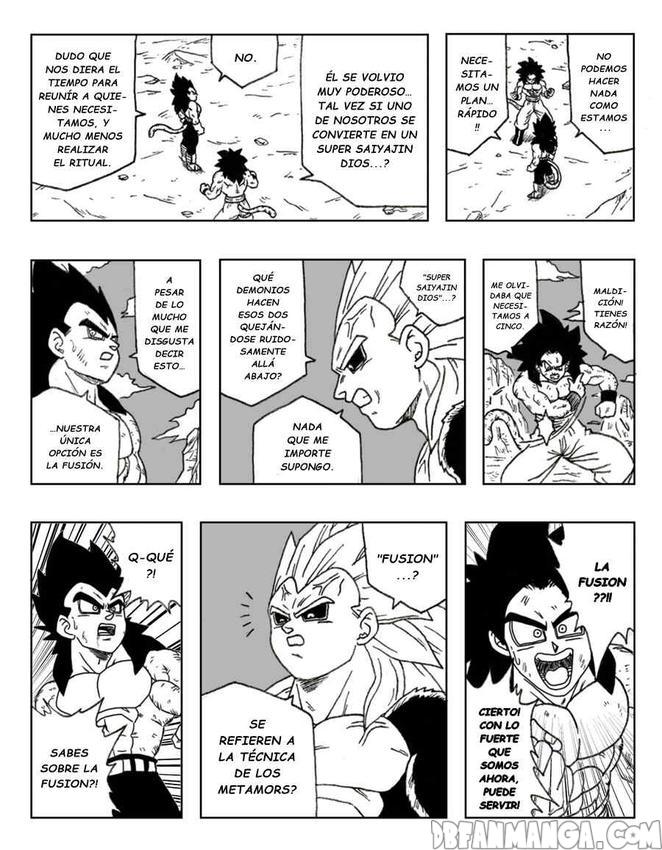 NO
PODEMOS
HACER
NADA
COMO
ESTAMOS
...
NECE-
SITA-
MOS UN
PLAN...
RÁPIDO
!!
ÉL SE VOLVIO
MUY PODEROSO...
TAL VEZ SI UNO
DE NOSOTROS SE
CONVIERTE EN UN
SUPER SAIYAJIN
DIOS...?
NO.
DUDO QUE
NOS DIERA EL
TIEMPO PARA
REUNÍR A QUIE-
NES NECESI-
TAMOS, Y
MUCHO MENOS
REALIZAR
EL RITUAL.
MALDI-
CIÓN!
TIENES
RAZÓN!
ME OLVI-
DABA QUE
NECESI-
TAMOS A
CINCO.
"SUPER
SAIYAJIN
DIOS"...?
QUÉ
DEMONIOS
HACEN
ESOS DOS
QUEJÁN-
DOSE RUIDO-
SAMENTE
ALLÁ
ABAJO?
NADA
QUE ME
IMPORTE
SUPONGO.
A
PESAR
DE LO
MUCHO
QUE ME
DISGUSTA
DECIR
ESTO...
...NUESTRA
ÚNICA
OPCIÓN ES
LA FUSIÓN.
LA
FUSION
??!!
CIERTO!
CON LO
FUERTE
QUE
SOMOS
AHORA,
PUEDE
SERVIR!
"FUSION"
...?
SE
REFIEREN A
LA TÉCNICA
DE LOS
METAMORS?
Q-QUÉ
?!
SABES
SOBRE LA
FUSION?!
DBFANMANGA.COM